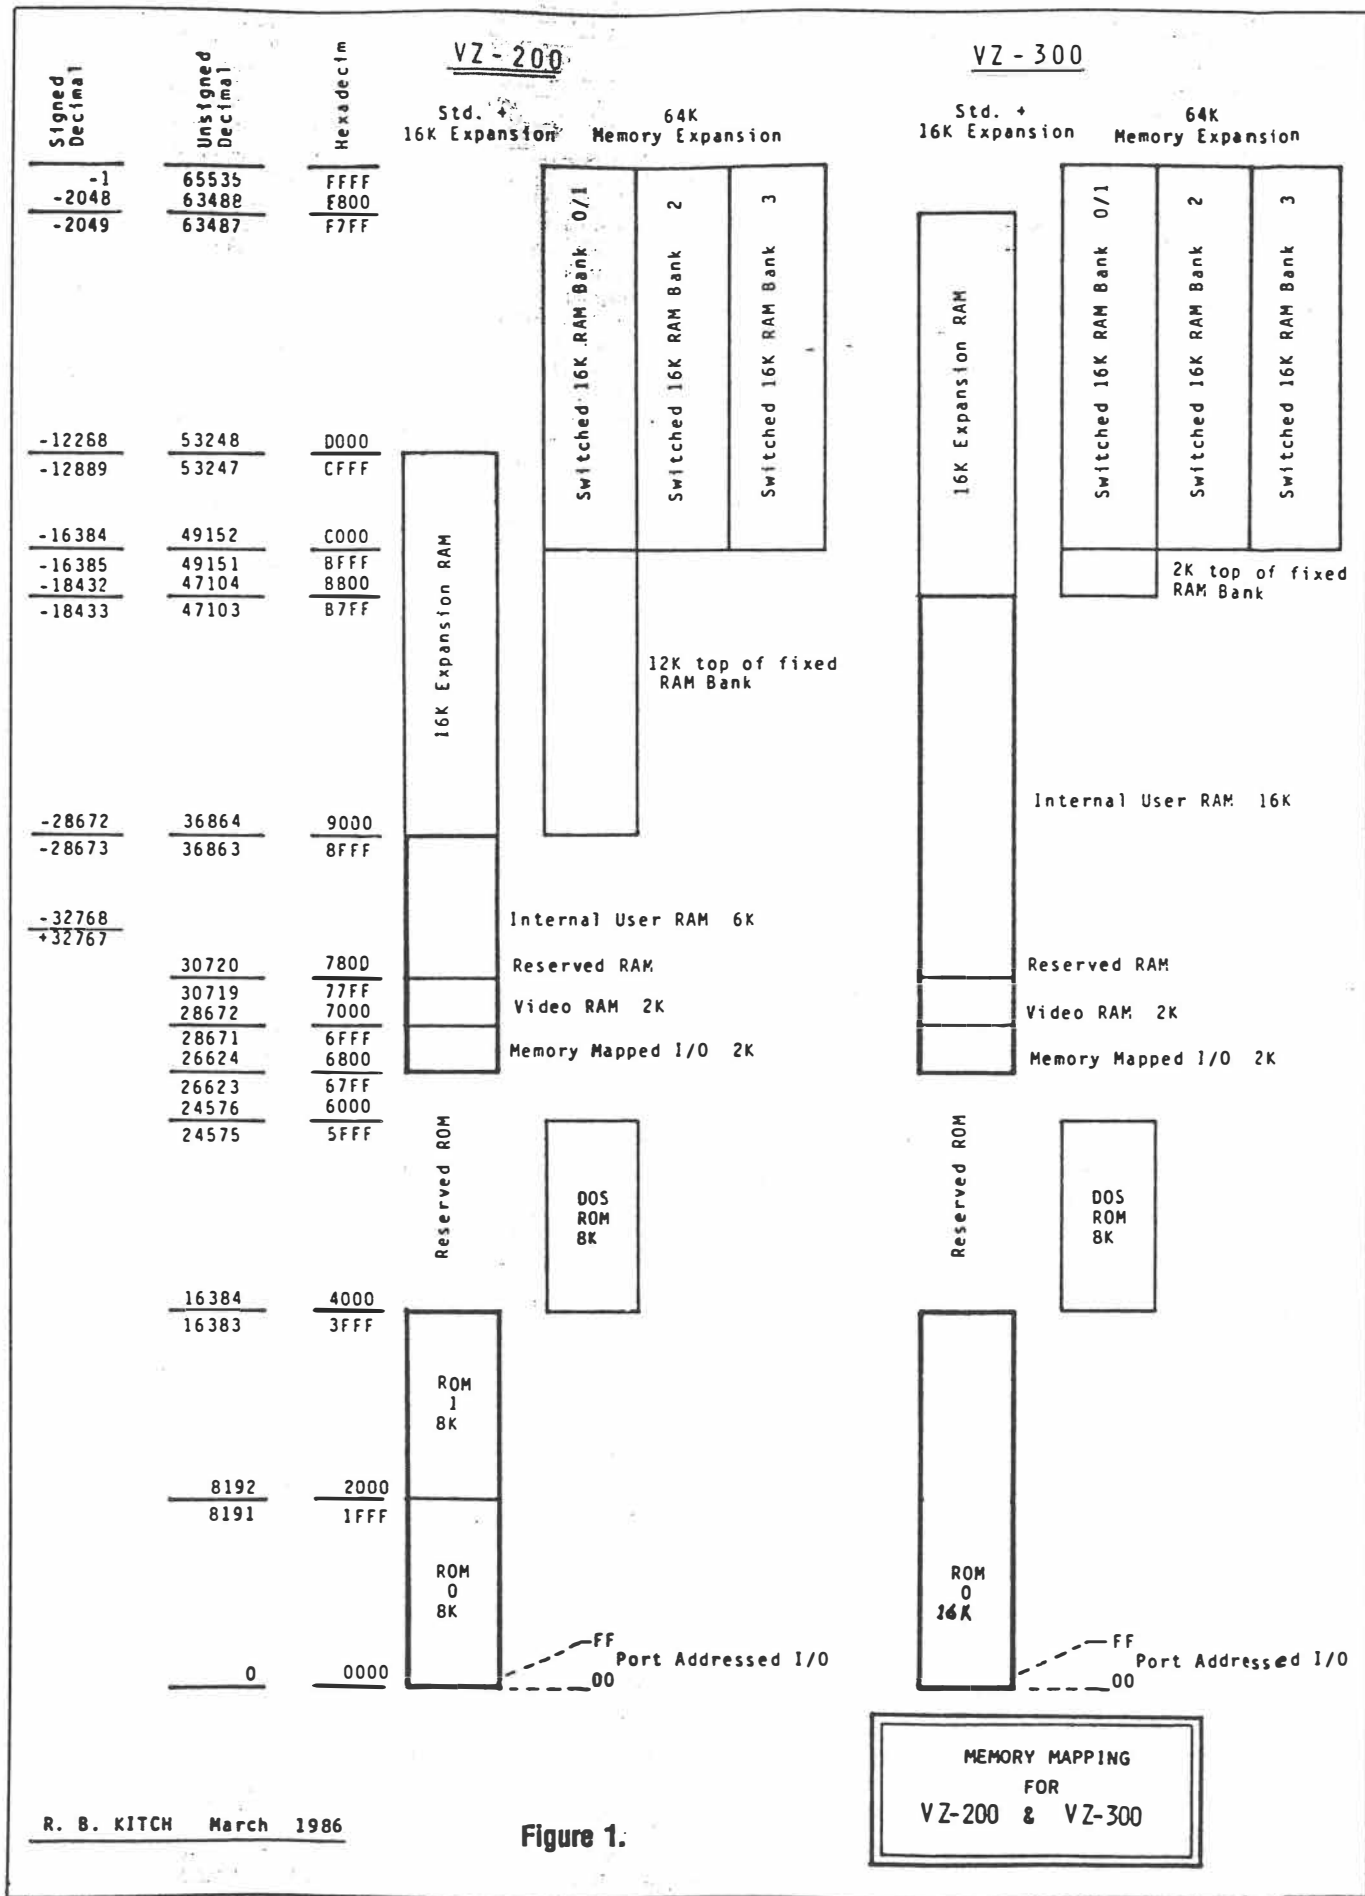 VZ-200
VZ-300
Signed
Decimal
Unsigned
Decimal
Hexadecim
Std. +
16K Expansion
64K
Memory Expansion
Std. +
16K Expansion
64K
Memory Expansion
-1 65535 FFFF
-2048 63488 F800
-2049 63487 F7FF
Switched 16K RAM Bank 0/1
Switched 16K RAM Bank 2
Switched 16K RAM Bank 3
16K Expansion RAM
Switched 16K RAM Bank 0/1
Switched 16K RAM Bank 2
Switched 16K RAM Bank 3
-12268 53248 D000
-12889 53247 CFFF
-16384 49152 C000
-16385 49151 BFFF
-18432 47104 8800
-18433 47103 B7FF
16K Expansion RAM
12K top of fixed
RAM Bank
2K top of fixed
RAM Bank
-28672 36864 9000
-28673 36863 8FFF
Internal User RAM 16K
-32768
+32767
Internal User RAM 6K
30720 7800
Reserved RAM
Reserved RAM
30719 77FF
28672 7000
Video RAM 2K
Video RAM 2K
28671 6FFF
26624 6800
Memory Mapped I/O 2K
Memory Mapped I/O 2K
26623 67FF
24576 6000
24575 5FFF
Reserved ROM
DOS
ROM
8K
Reserved ROM
DOS
ROM
8K
16384 4000
16383 3FFF
ROM
1
8K
8192 2000
8191 1FFF
ROM
0
8K
ROM
0
16K
FF
Port Addressed I/O
00
FF
Port Addressed I/O
00
0 0000
MEMORY MAPPING
FOR
VZ-200 & VZ-300
R. B. KITCH March 1986
Figure 1.